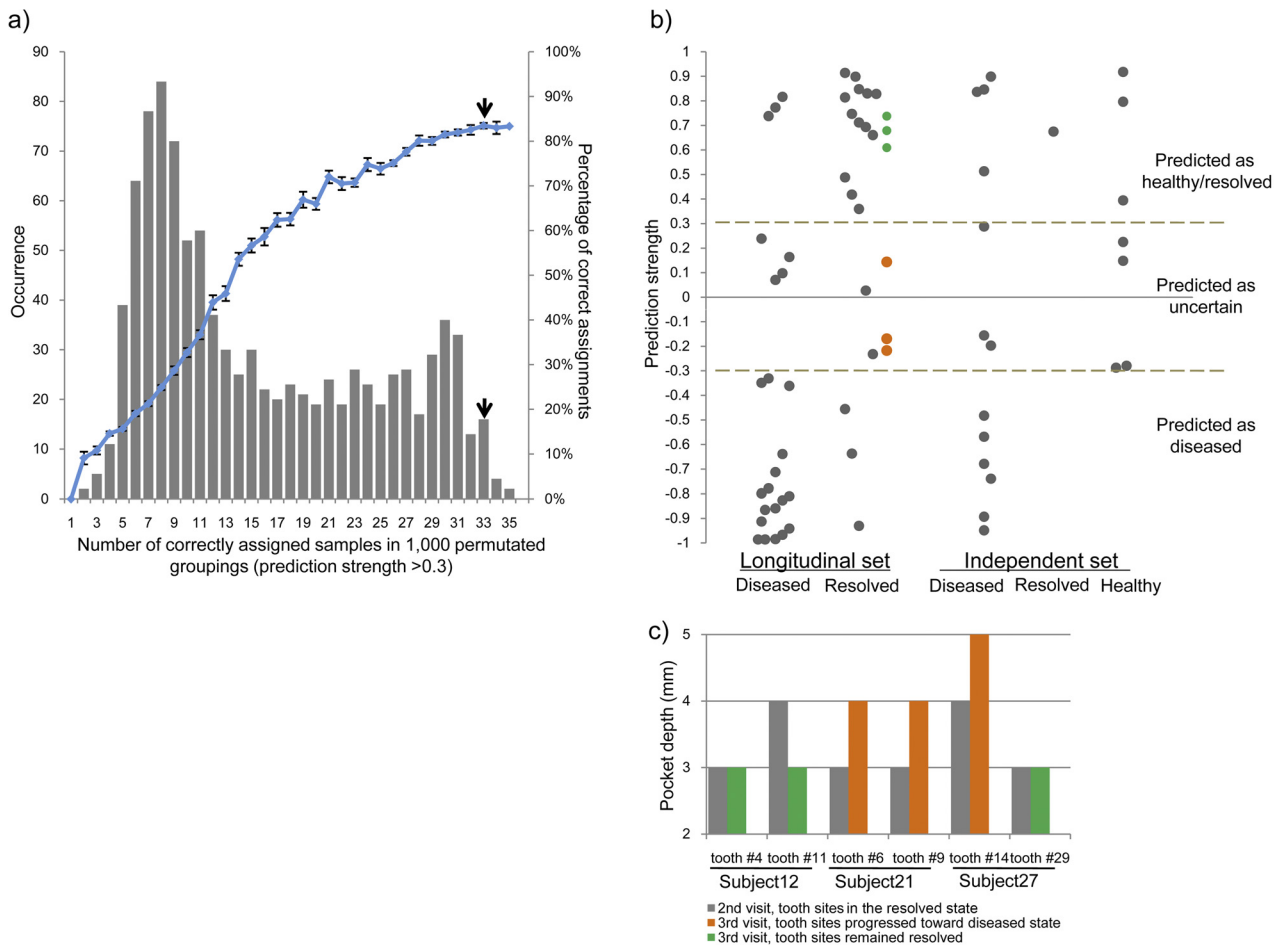 a)
90
80
70
60
50
40
30
20
10
0
Occurrence
100%
90%
80%
70%
60%
50%
40%
30%
20%
10%
0%
Percentage of correct assignments
1 3 5 7 9 11 13 15 17 19 21 23 25 27 29 31 33 35
Number of correctly assigned samples in 1,000 permutated
groupings (prediction strength >0.3)
b)
1
0.9
0.8
0.7
0.6
0.5
0.4
0.3
0.2
0.1
0
-0.1
-0.2
-0.3
-0.4
-0.5
-0.6
-0.7
-0.8
-0.9
-1
Prediction strength
Predicted as
healthy/resolved
Predicted as
uncertain
Predicted as
diseased
Longitudinal set Independent set
Diseased Resolved Diseased Resolved Healthy
c)
5
4
3
2
Pocket depth (mm)
tooth #4 tooth #11 tooth #6 tooth #9 tooth #14 tooth #29
Subject12 Subject21 Subject27
2nd visit, tooth sites in the resolved state
3rd visit, tooth sites progressed toward diseased state
3rd visit, tooth sites remained resolved